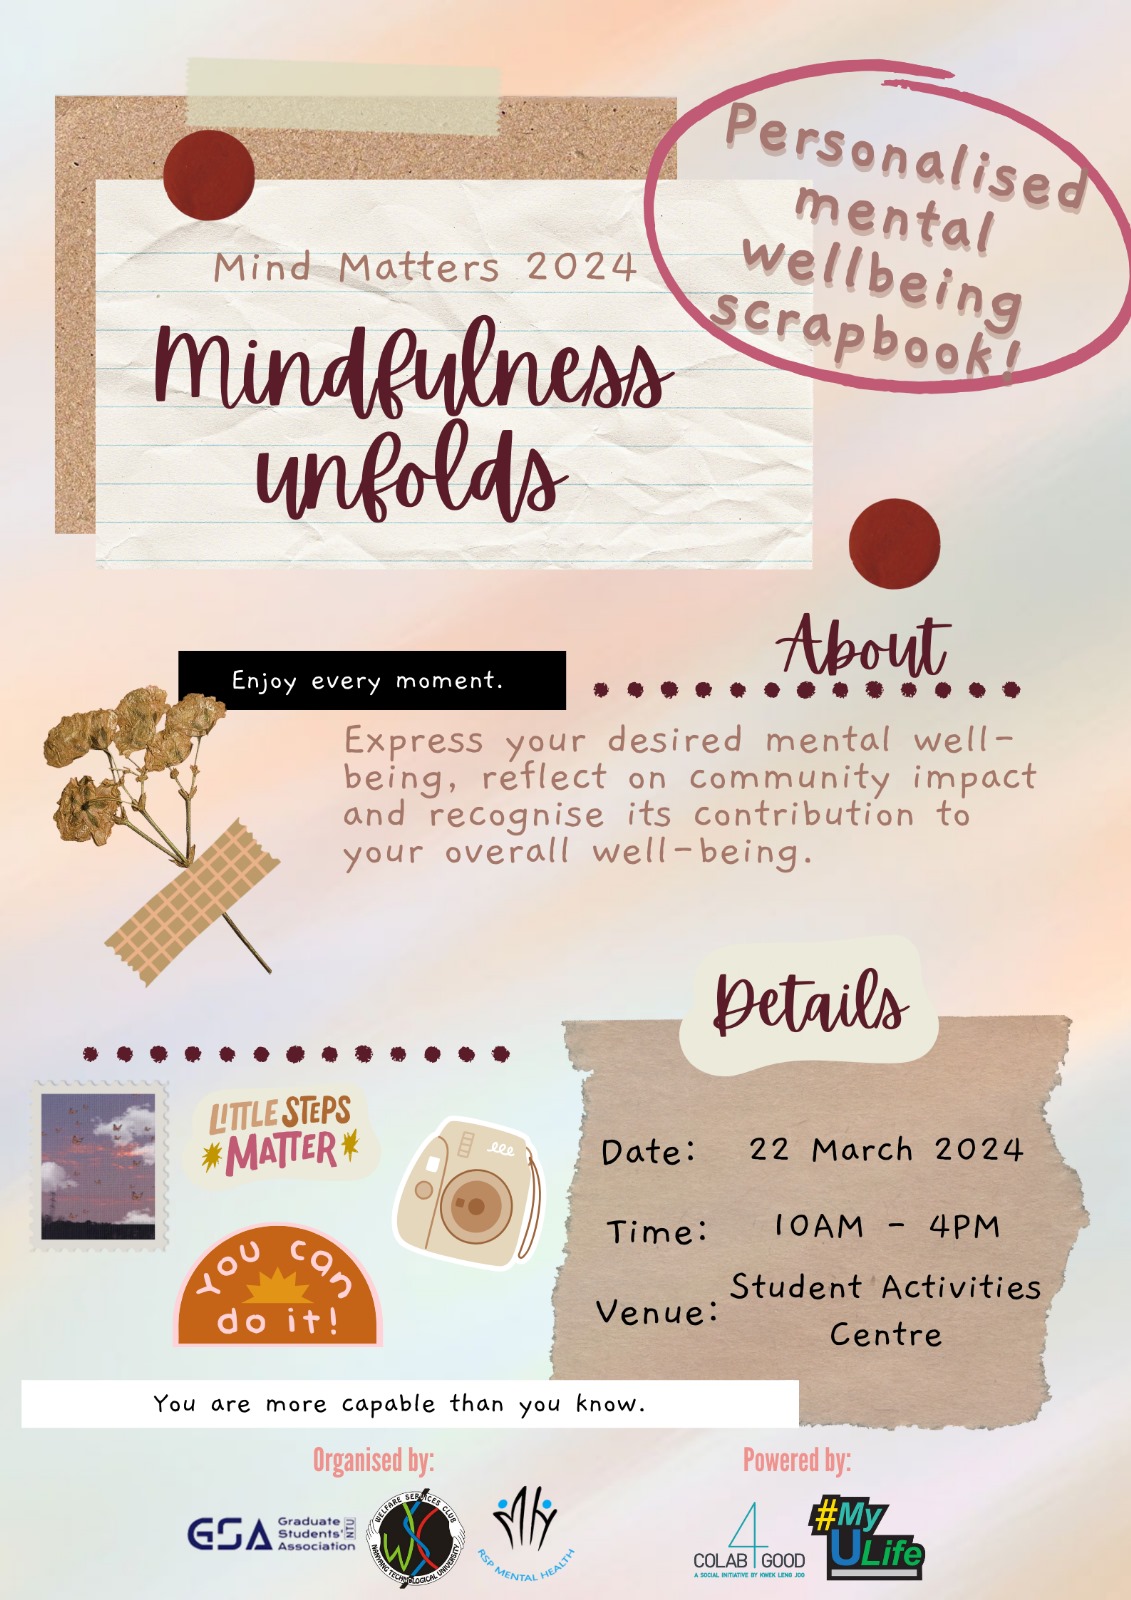 Personalised
mental
wellbeing
scrapbook!
Mind Matters 2024
Mindfulness
unfolds
About
Enjoy every moment.
Express your desired mental well-
being, reflect on community impact
and recognise its contribution to
your overall well-being.
Details
Date: 22 March 2024
Time: 10AM - 4PM
Venue: Student Activities
Centre
LITTLE STEPS
MATTER
You can
do it!
You are more capable than you know.
Organised by:
Powered by:
GSA Graduate
Students'
Association
NTU
WELFARE SERVICES CLUB
NANYANG TECHNOLOGICAL UNIVERSITY
WSC
RSP MENTAL HEALTH
COLAB 4 GOOD
A SOCIAL INITIATIVE BY KWEK LENG JOO
#My
ULife